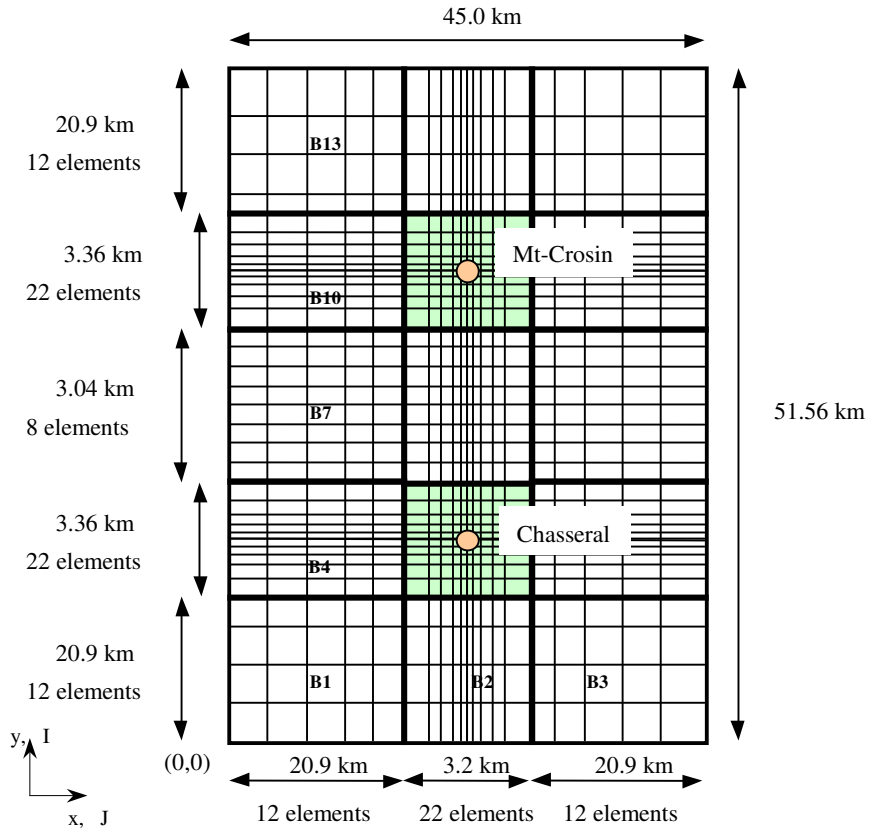 45.0 km
20.9 km
12 elements
B13
3.36 km
22 elements
Mt-Crosin
B10
3.04 km
8 elements
B7
51.56 km
3.36 km
22 elements
Chasseral
B4
20.9 km
12 elements
B1
B2
B3
y, I
(0,0)
20.9 km
3.2 km
20.9 km
x, J
12 elements
22 elements
12 elements